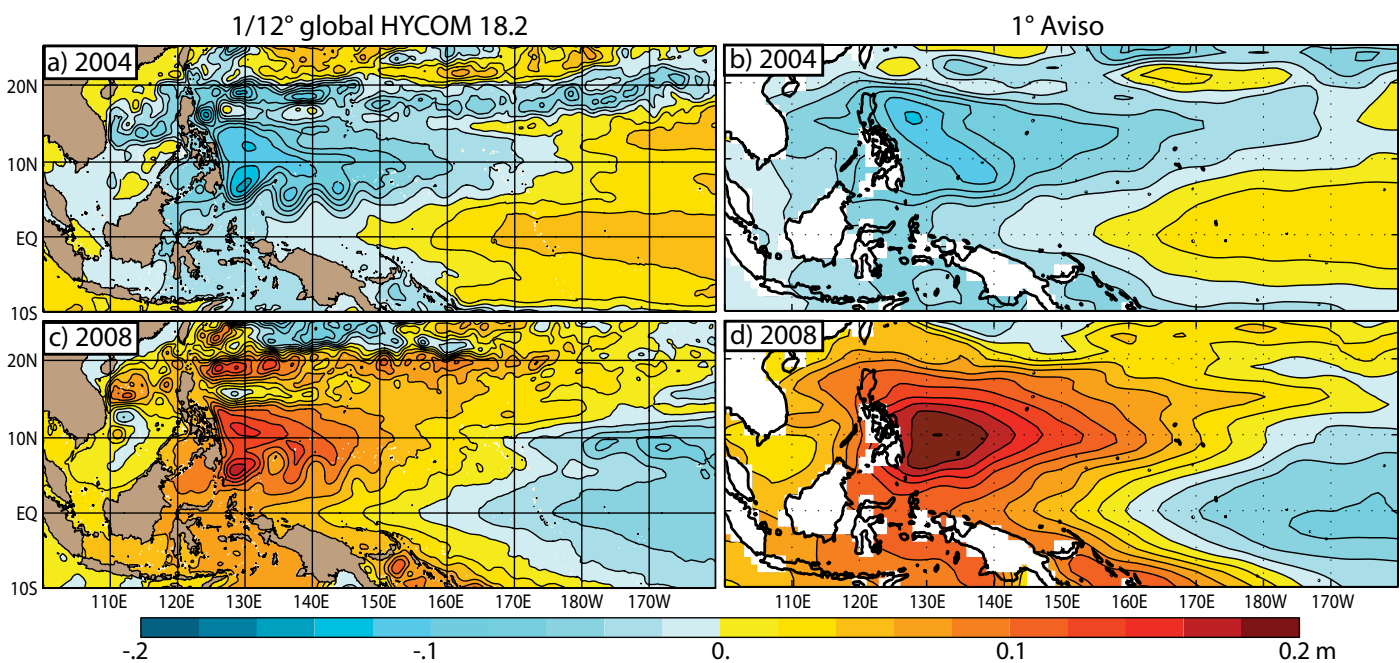 1/12° global HYCOM 18.2
1° Aviso
a) 2004
b) 2004
20N
10N
EQ
10S
c) 2008
d) 2008
20N
10N
EQ
10S
110E 120E 130E 140E 150E 160E 170E 180W 170W
110E 120E 130E 140E 150E 160E 170E 180W 170W
-.2 -.1 0. 0.1 0.2 m